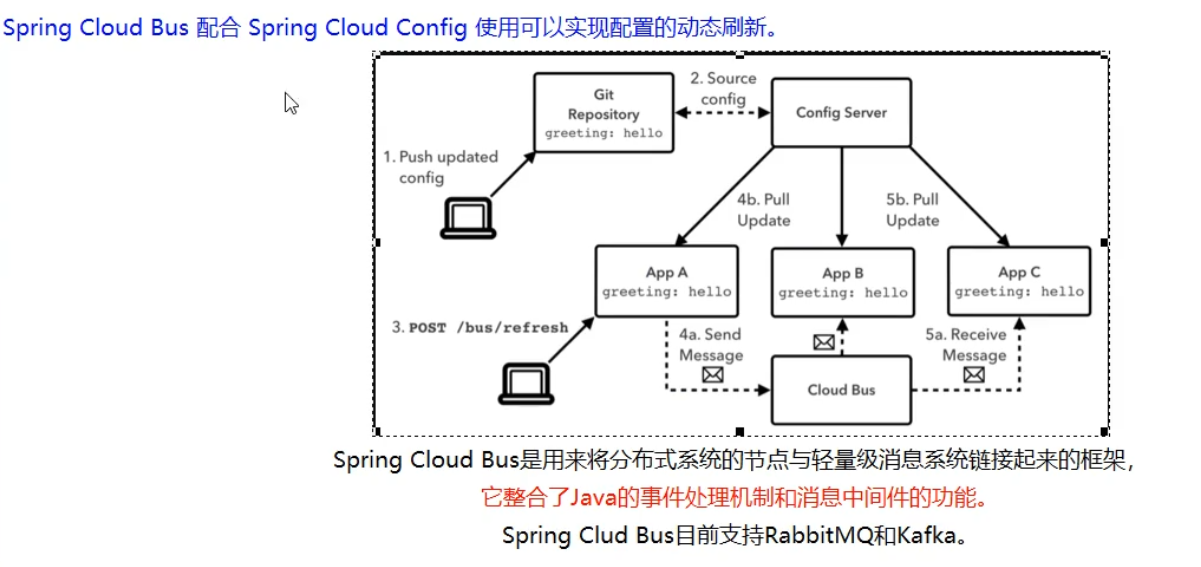 Spring Cloud Bus 配合 Spring Cloud Config 使用可以实现配置的动态刷新。
Git
Repository
greeting: hello
2. Source
config
Config Server
1. Push updated
config
4b. Pull
Update
5b. Pull
Update
App A
greeting: hello
App B
greeting: hello
App C
greeting: hello
3. POST /bus/refresh
4a. Send
Message
5a. Receive
Message
Cloud Bus
Spring Cloud Bus是用来将分布式系统的节点与轻量级消息系统链接起来的框架，
它整合了Java的事件处理机制和消息中间件的功能。
Spring Clud Bus目前支持RabbitMQ和Kafka。